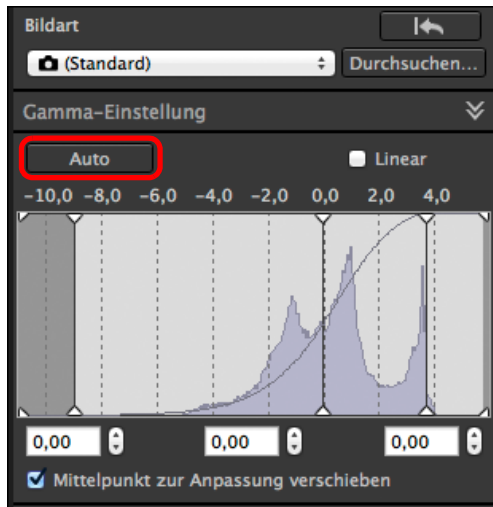 Bildart
(Standard)
Durchsuchen...
Gamma-Einstellung
Auto
Linear
-10,0 -8,0 -6,0 -4,0 -2,0 0,0 2,0 4,0
0,00 0,00 0,00
Mittelpunkt zur Anpassung verschieben